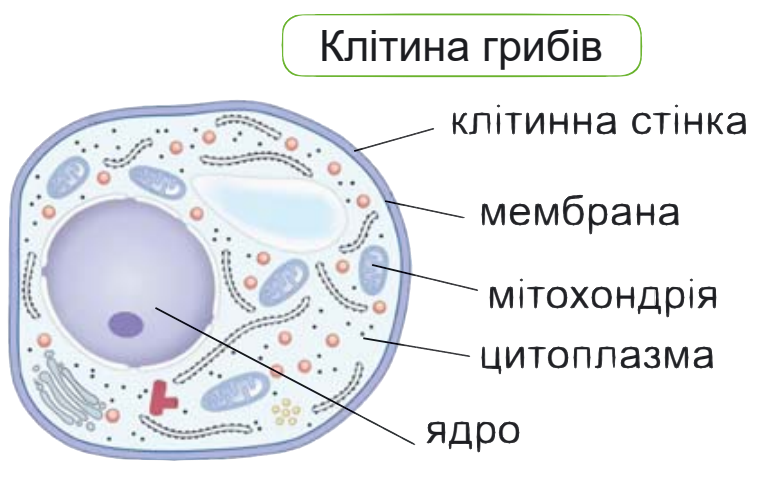 Клітина грибів
клітинна стінка
мембрана
мітохондрія
цитоплазма
ядро